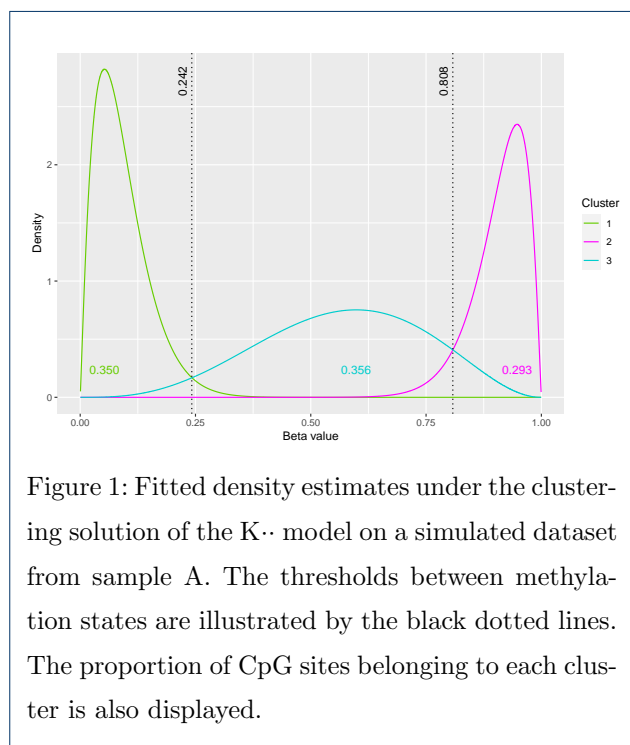 0.242
0.808
2
1
0
Density
0.350
0.356
0.293
0.00
0.25
0.50
0.75
1.00
Beta value
Cluster
1
2
3
Figure 1: Fitted density estimates under the cluster-
ing solution of the K·· model on a simulated dataset
from sample A. The thresholds between methyla-
tion states are illustrated by the black dotted lines.
The proportion of CpG sites belonging to each clus-
ter is also displayed.